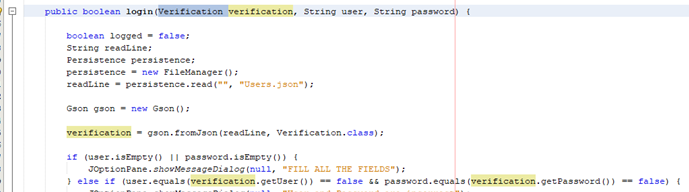 public boolean login(Verification verification, String user, String password) {
boolean logged = false;
String readLine;
Persistence persistence;
persistence = new FileManager();
readLine = persistence.read("", "Users.json");
Gson gson = new Gson();
verification = gson.fromJson(readLine, Verification.class);
if (user.isEmpty() || password.isEmpty()) {
JOptionPane.showMessageDialog(null, "FILL ALL THE FIELDS");
} else if (user.equals(verification.getUser()) == false && password.equals(verification.getPassword()) == false) {